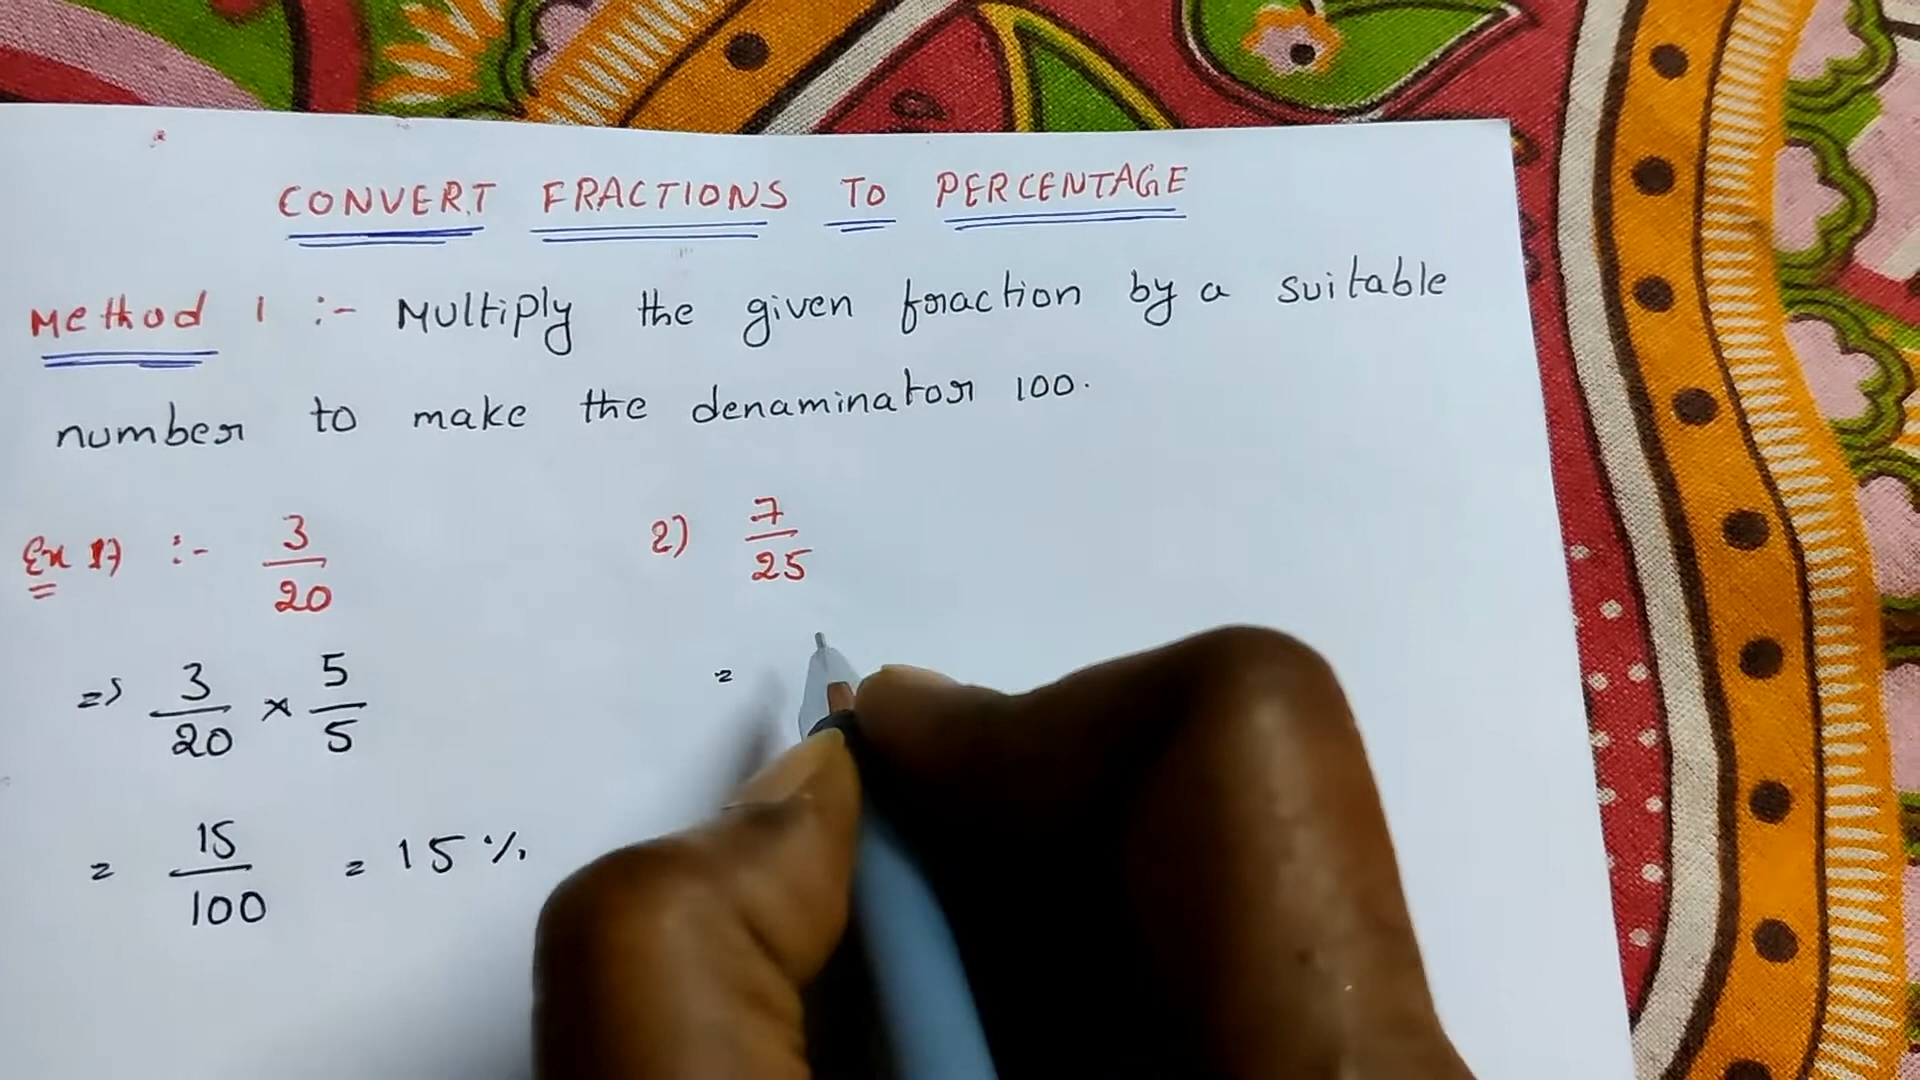 CONVERT FRACTIONS TO PERCENTAGE
Method 1 :- Multiply the given fraction by a suitable
number to make the denaminator 100.
Ex 1) :- 3/20
=> 3/20 × 5/5
= 15/100 = 15%
2) 7/25
=